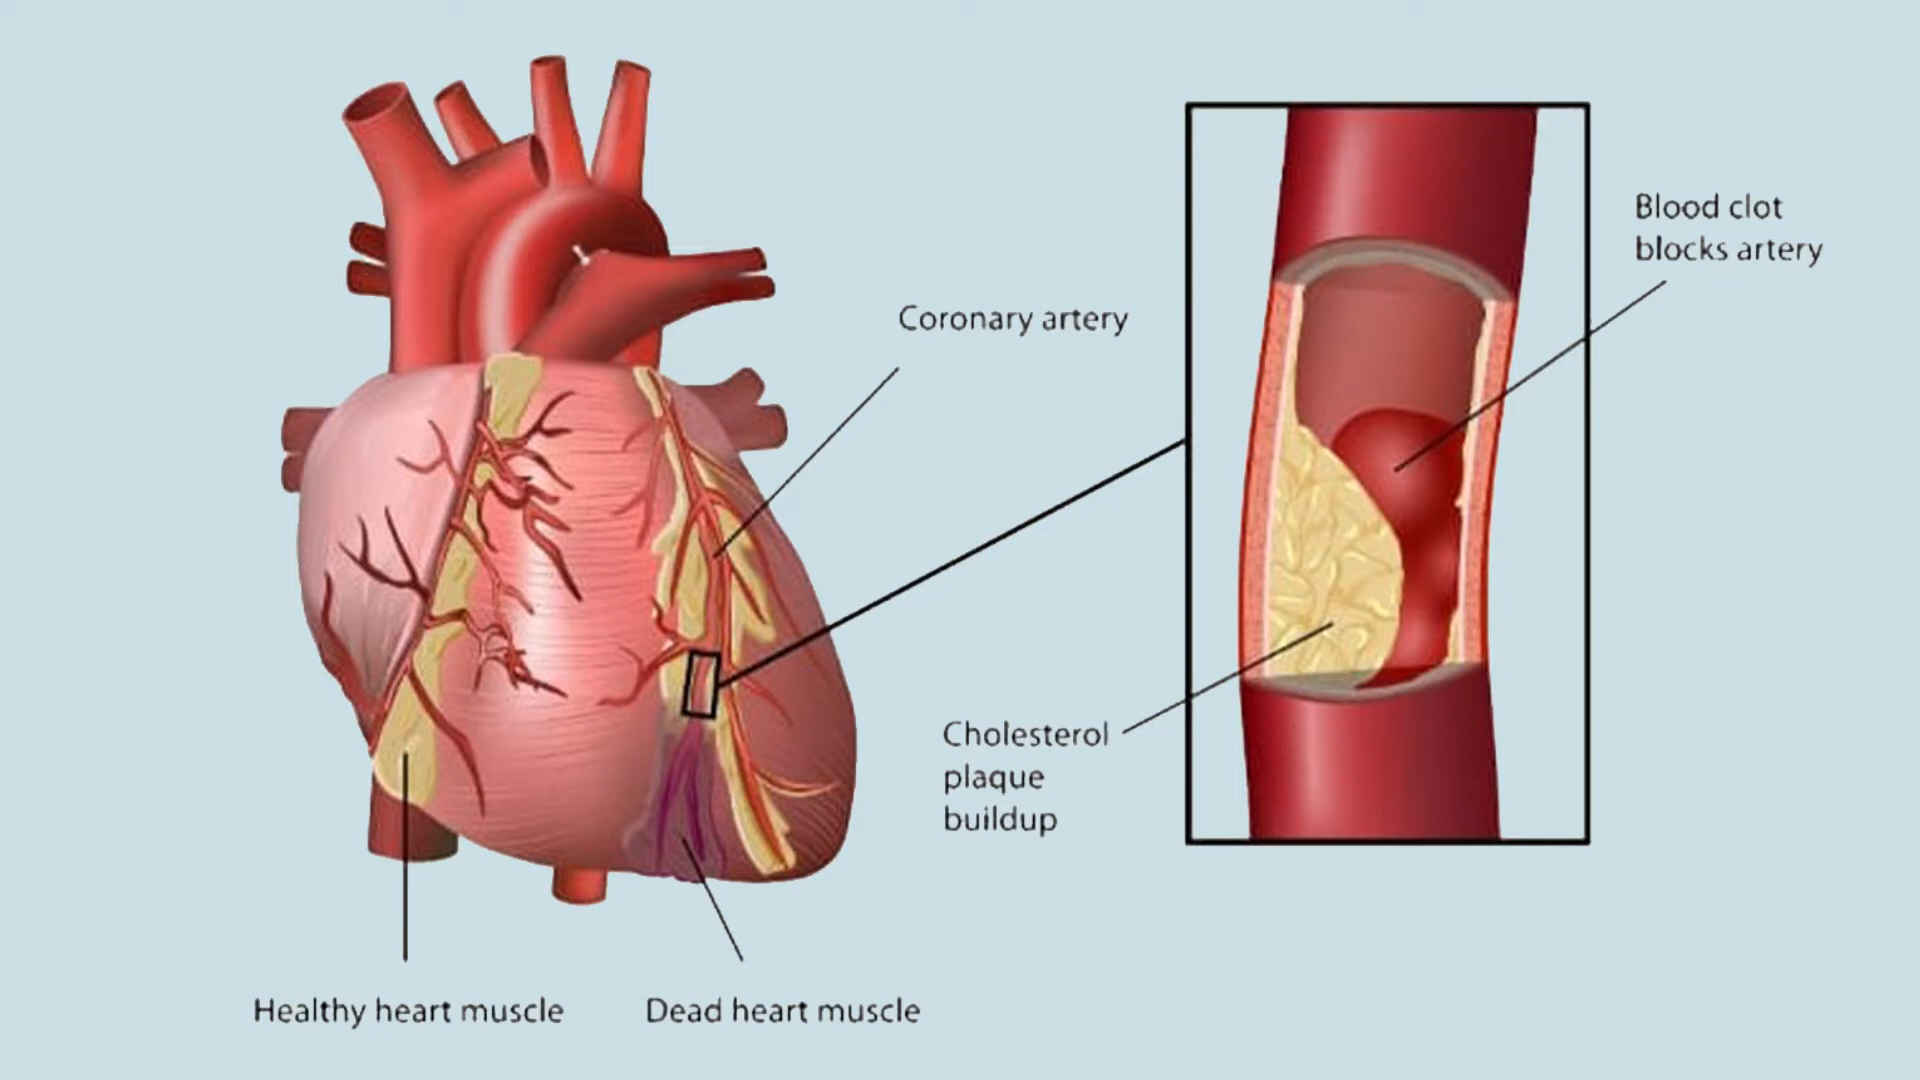 Blood clot
blocks artery
Coronary artery
Cholesterol
plaque
buildup
Healthy heart muscle
Dead heart muscle